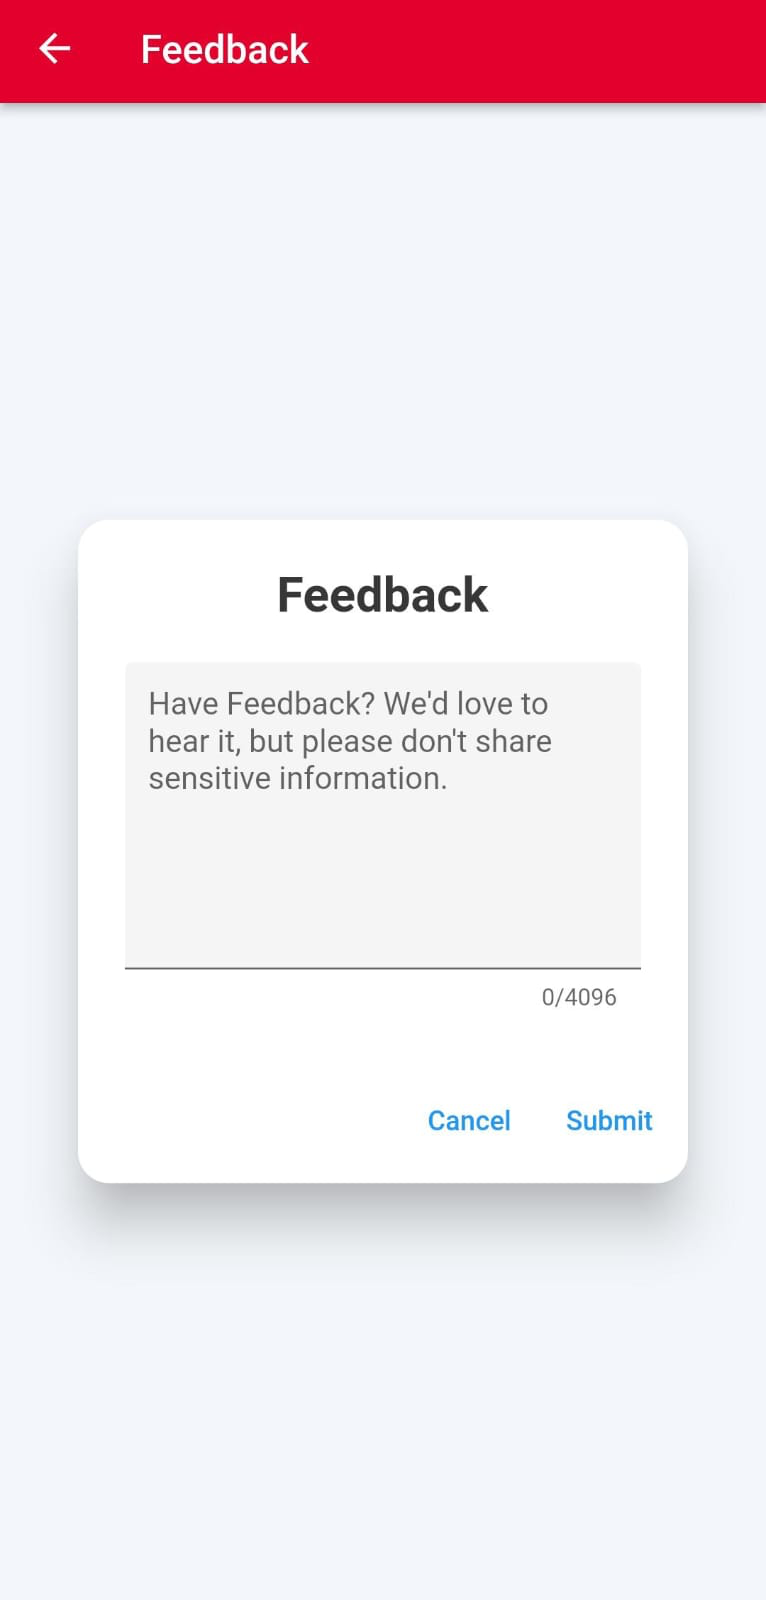 Feedback
Feedback
Have Feedback? We'd love to
hear it, but please don't share
sensitive information.
0/4096
Cancel Submit